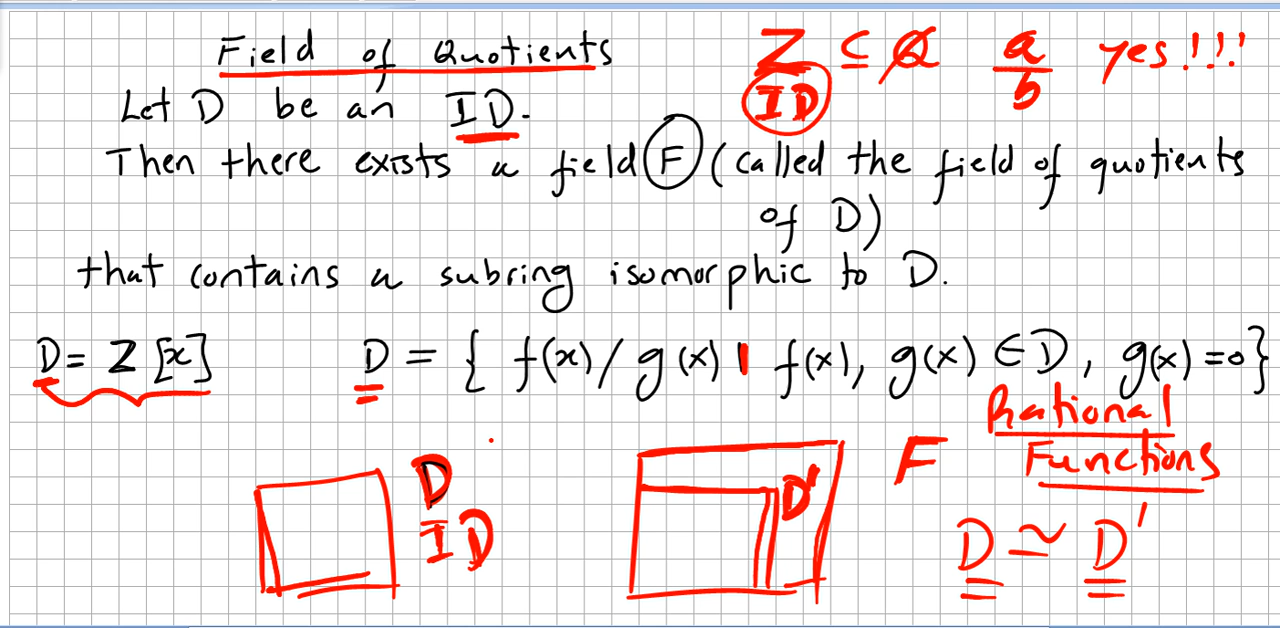 Field of Quotients
Z ⊆ Q a/b yes!!!
ID
Let D be an ID.
Then there exists a field F (called the field of quotients
of D)
that contains a subring isomorphic to D.
D = Z [x] D = { f(x)/g(x) | f(x), g(x) ∈ D, g(x) = 0}
Rational
Functions
D
ID
D'
F
D ≃ D'